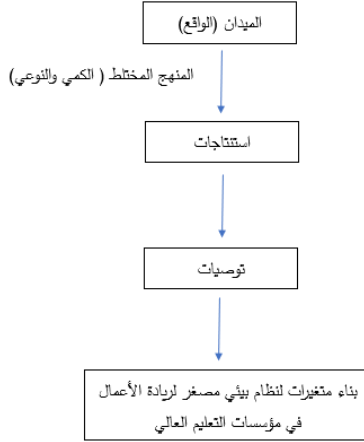 الميدان (الواقع)
المنهج المختلط ( الكمي والنوعي)
استنتاجات
توصيات
بناء متغيرات لنظام بيئي مصغر لريادة الأعمال
في مؤسسات التعليم العالي